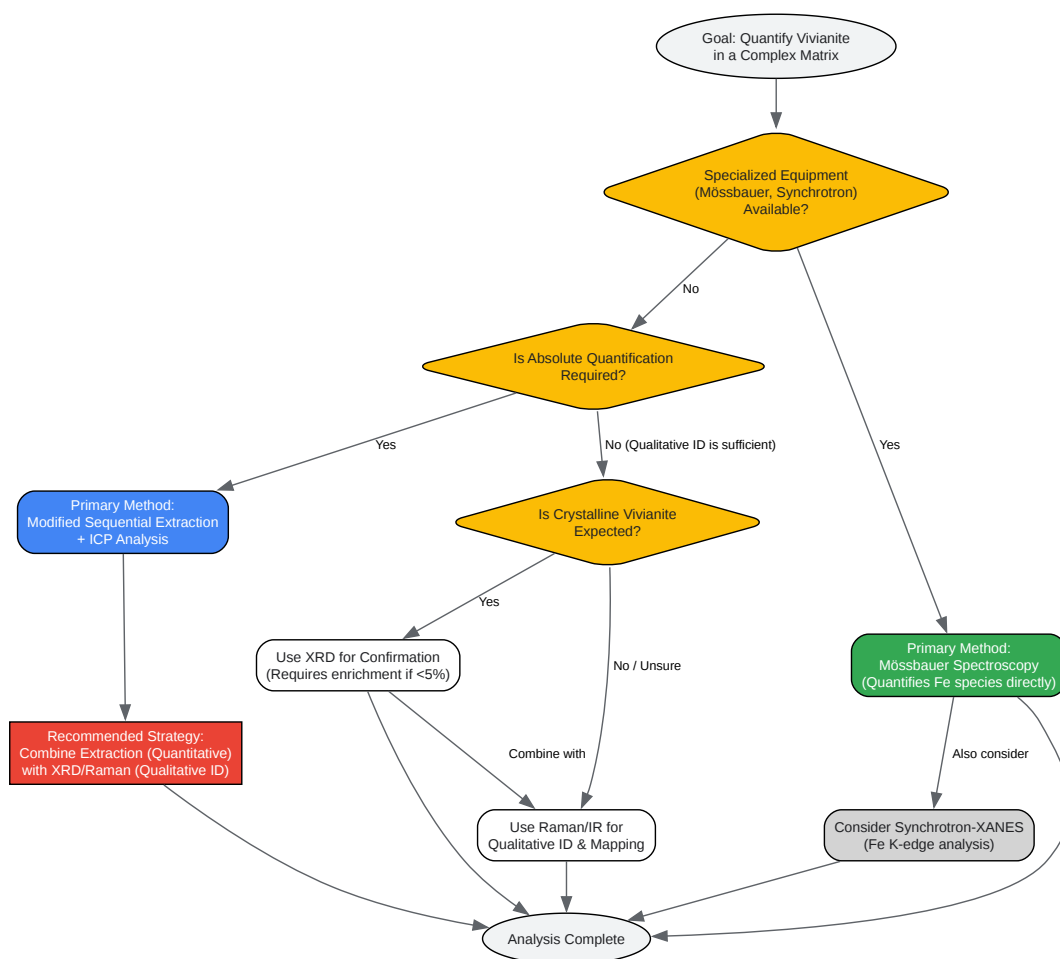 Goal: Quantify Vivianite
in a Complex Matrix
Specialized Equipment
(Mössbauer, Synchrotron)
Available?
No
Is Absolute Quantification
Required?
Yes
No (Qualitative ID is sufficient)
Yes
Primary Method:
Modified Sequential Extraction
+ ICP Analysis
Is Crystalline Vivianite
Expected?
Yes
No / Unsure
Use XRD for Confirmation
(Requires enrichment if <5%)
Primary Method:
Mössbauer Spectroscopy
(Quantifies Fe species directly)
Recommended Strategy:
Combine Extraction (Quantitative)
with XRD/Raman (Qualitative ID)
Combine with
Also consider
Use Raman/IR for
Qualitative ID & Mapping
Consider Synchrotron-XANES
(Fe K-edge analysis)
Analysis Complete